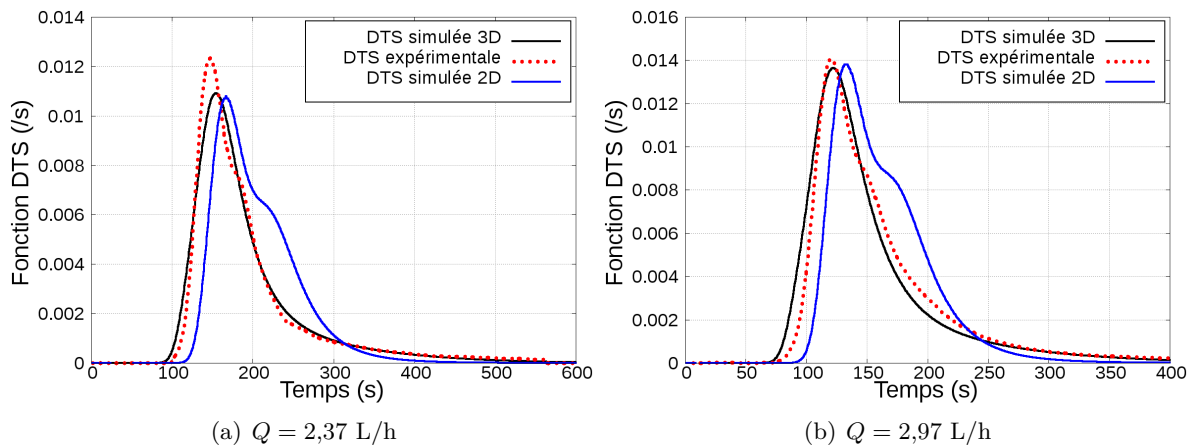 0.014
0.012
0.01
0.008
0.006
0.004
0.002
0
Fonction DTS (/s)
DTS simulée 3D
DTS expérimentale
DTS simulée 2D
0 100 200 300 400 500 600
Temps (s)
(a) Q = 2,37 L/h
0.016
0.014
0.012
0.01
0.008
0.006
0.004
0.002
0
Fonction DTS (/s)
DTS simulée 3D
DTS expérimentale
DTS simulée 2D
0 50 100 150 200 250 300 350 400
Temps (s)
(b) Q = 2,97 L/h